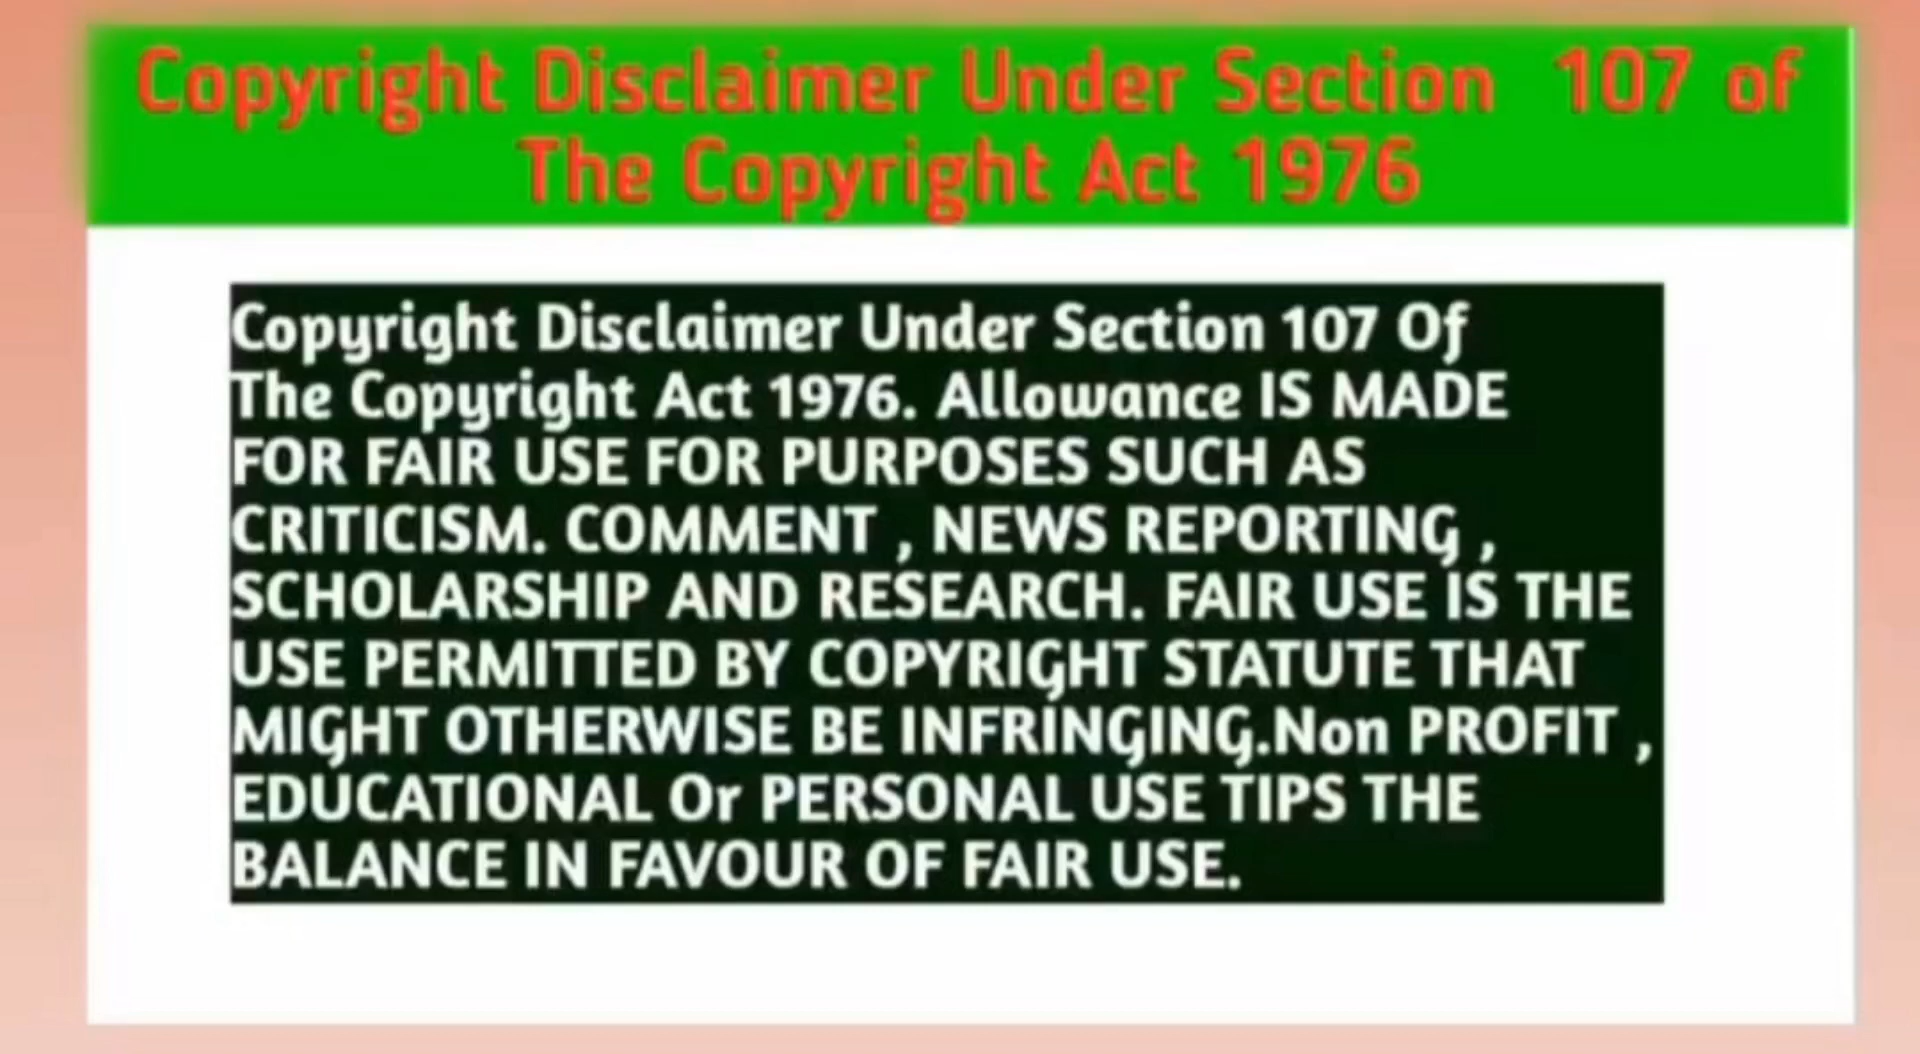 Copyright Disclaimer Under Section 107 of
The Copyright Act 1976
Copyright Disclaimer Under Section 107 Of
The Copyright Act 1976. Allowance IS MADE
FOR FAIR USE FOR PURPOSES SUCH AS
CRITICISM. COMMENT , NEWS REPORTING ,
SCHOLARSHIP AND RESEARCH. FAIR USE IS THE
USE PERMITTED BY COPYRIGHT STATUTE THAT
MIGHT OTHERWISE BE INFRINGING.Non PROFIT ,
EDUCATIONAL Or PERSONAL USE TIPS THE
BALANCE IN FAVOUR OF FAIR USE.